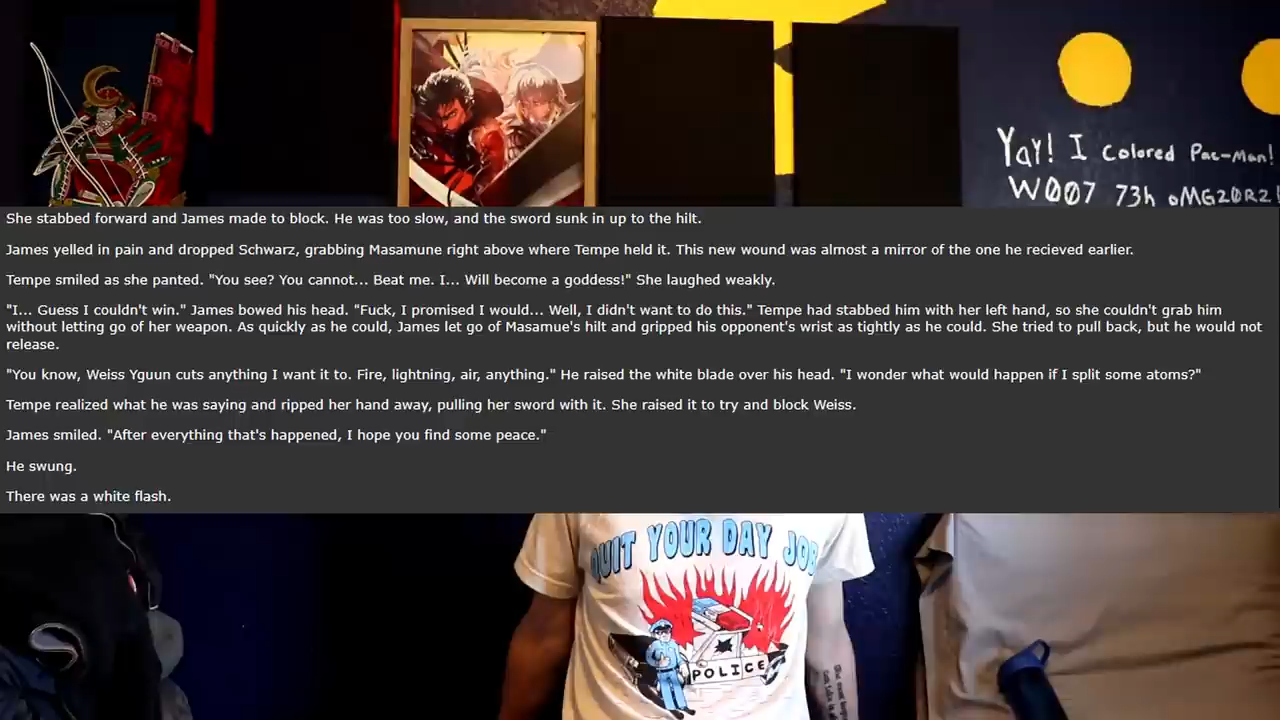 Yay! I Colored Pac-Man!
W007 73h oMG2ORZ!
She stabbed forward and James made to block. He was too slow, and the sword sunk in up to the hilt.
James yelled in pain and dropped Schwarz, grabbing Masamune right above where Tempe held it. This new wound was almost a mirror of the one he recieved earlier.
Tempe smiled as she panted. "You see? You cannot... Beat me. I... Will become a goddess!" She laughed weakly.
"I... Guess I couldn't win." James bowed his head. "Fuck, I promised I would... Well, I didn't want to do this." Tempe had stabbed him with her left hand, so she couldn't grab him
without letting go of her weapon. As quickly as he could, James let go of Masamue's hilt and gripped his opponent's wrist as tightly as he could. She tried to pull back, but he would not
release.
"You know, Weiss Yguun cuts anything I want it to. Fire, lightning, air, anything." He raised the white blade over his head. "I wonder what would happen if I split some atoms?"
Tempe realized what he was saying and ripped her hand away, pulling her sword with it. She raised it to try and block Weiss.
James smiled. "After everything that's happened, I hope you find some peace."
He swung.
There was a white flash.
QUIT YOUR DAY JOB
POLICE